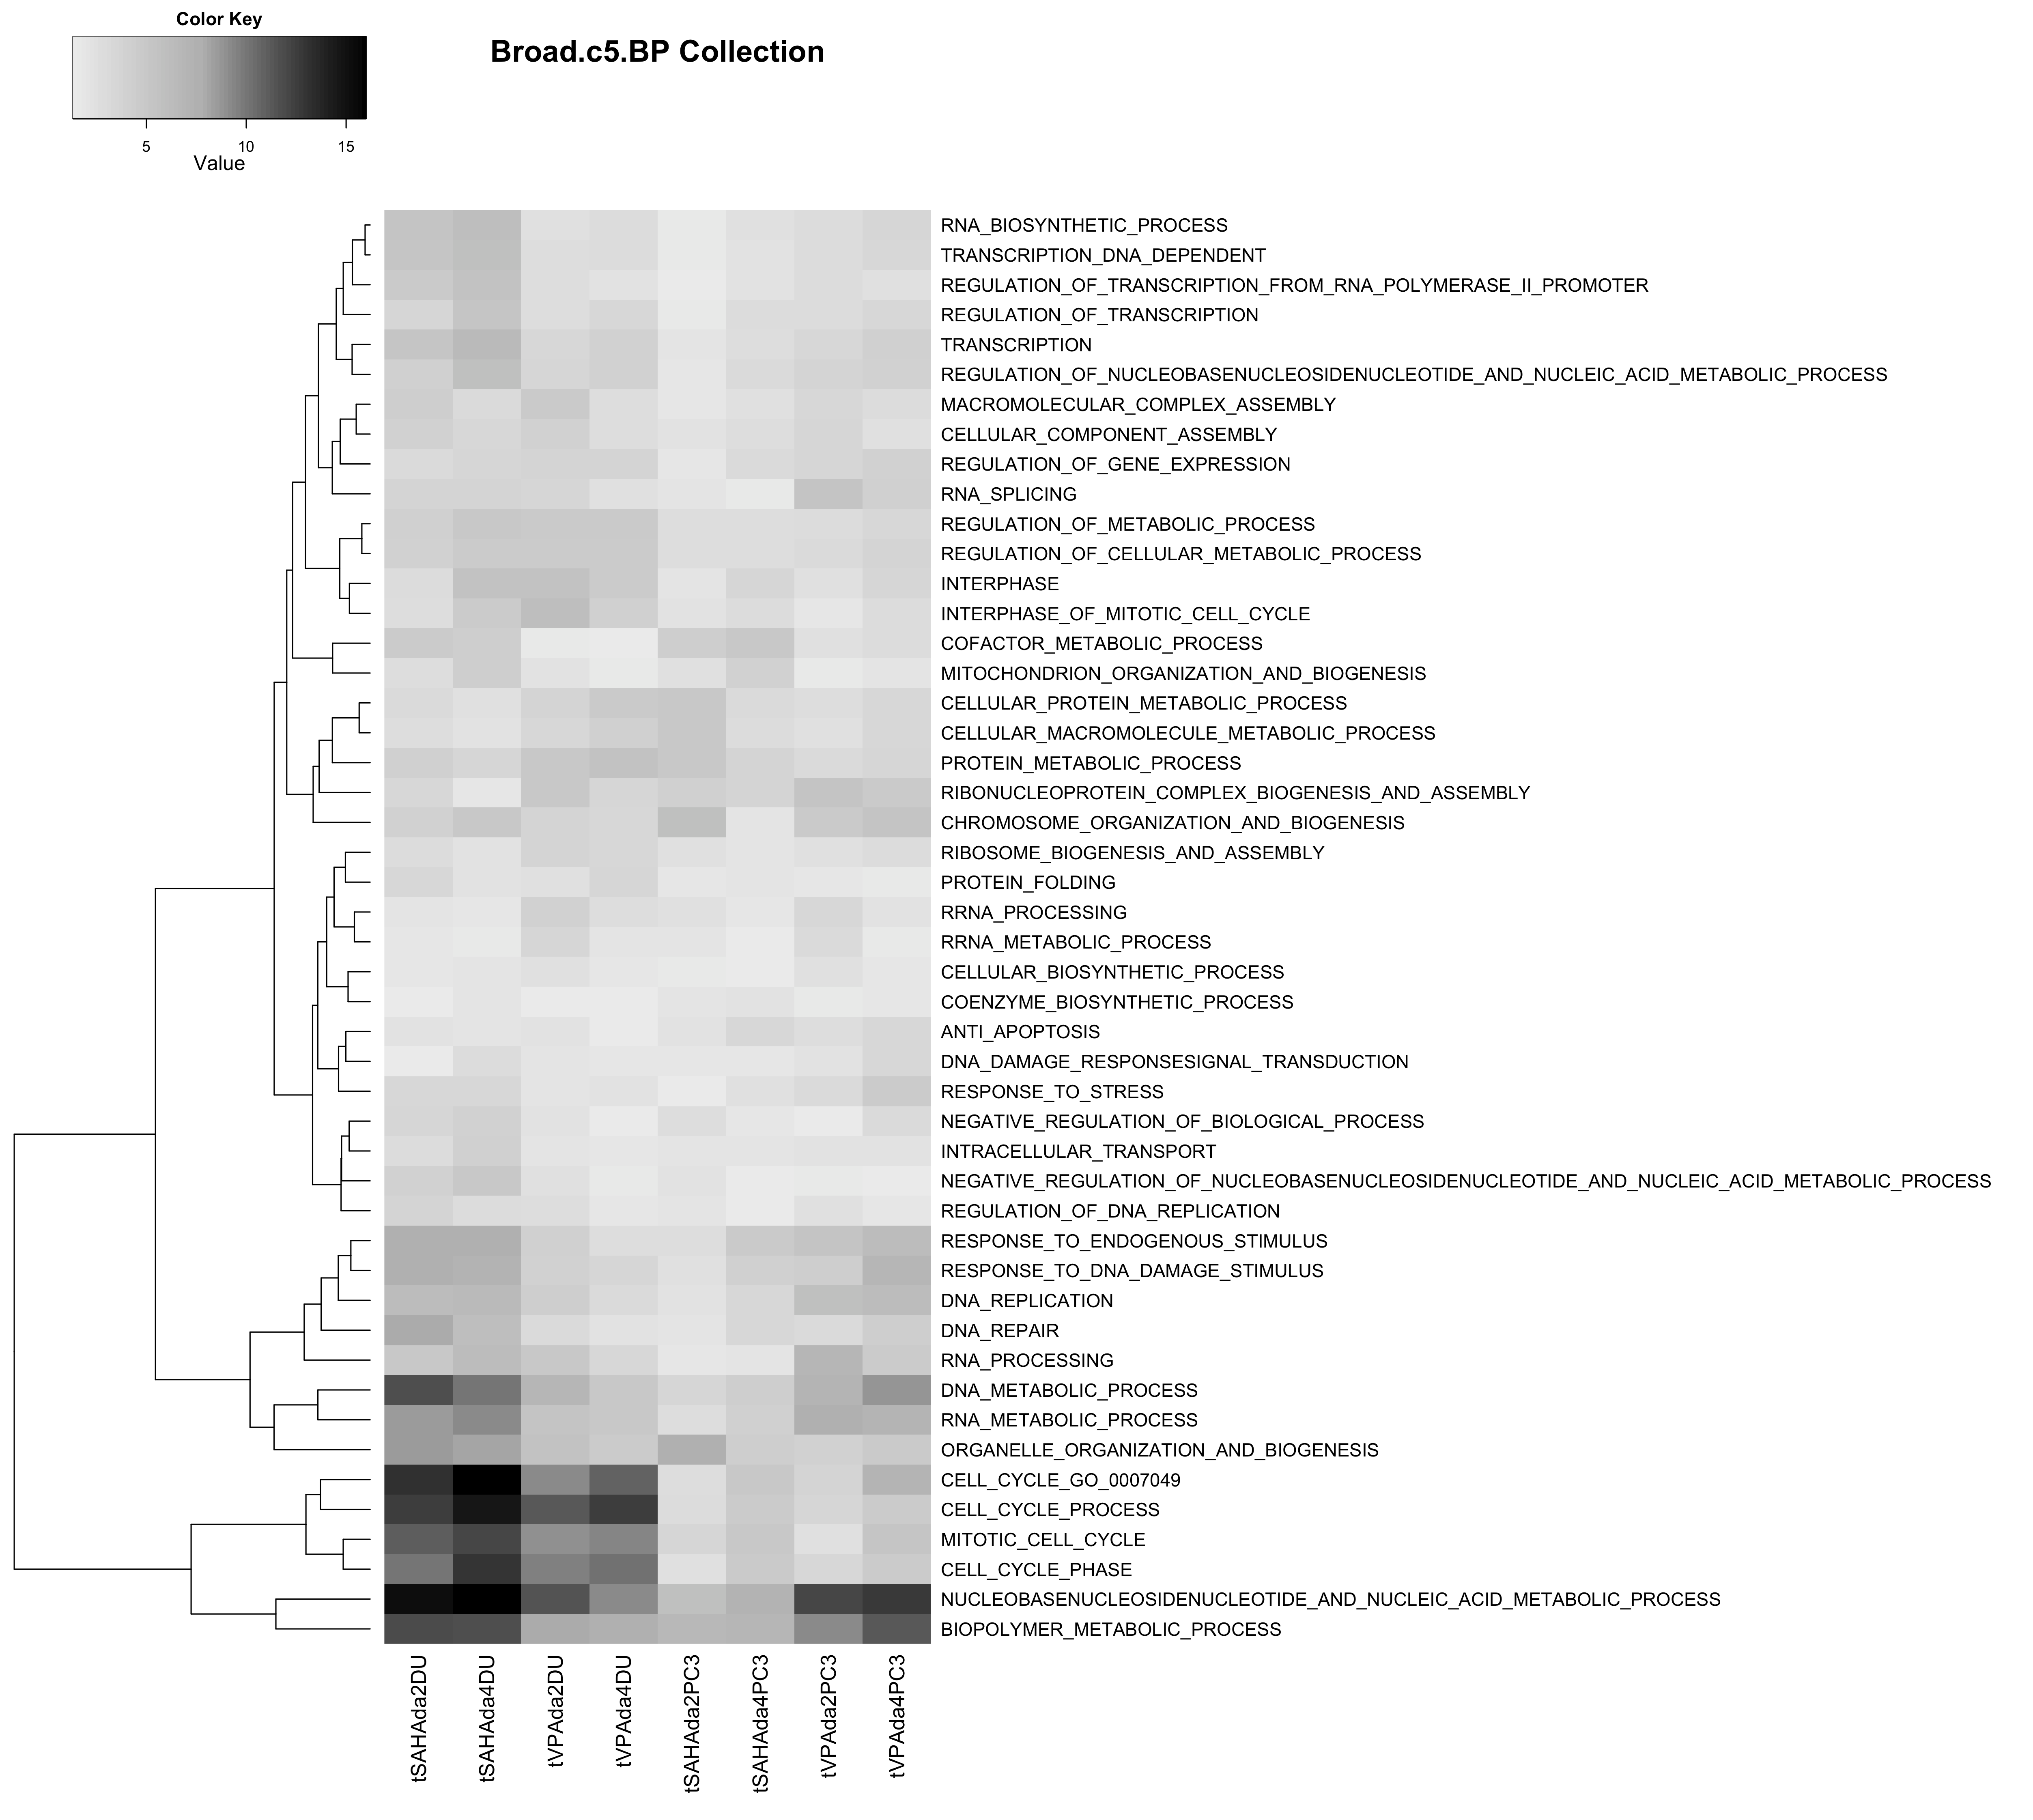 Color Key
Broad.c5.BP Collection
5 10 15
Value
RNA_BIOSYNTHETIC_PROCESS
TRANSCRIPTION_DNA_DEPENDENT
REGULATION_OF_TRANSCRIPTION_FROM_RNA_POLYMERASE_II_PROMOTER
REGULATION_OF_TRANSCRIPTION
TRANSCRIPTION
REGULATION_OF_NUCLEOBASENUCLEOSIDENUCLEOTIDE_AND_NUCLEIC_ACID_METABOLIC_PROCESS
MACROMOLECULAR_COMPLEX_ASSEMBLY
CELLULAR_COMPONENT_ASSEMBLY
REGULATION_OF_GENE_EXPRESSION
RNA_SPLICING
REGULATION_OF_METABOLIC_PROCESS
REGULATION_OF_CELLULAR_METABOLIC_PROCESS
INTERPHASE
INTERPHASE_OF_MITOTIC_CELL_CYCLE
COFACTOR_METABOLIC_PROCESS
MITOCHONDRION_ORGANIZATION_AND_BIOGENESIS
CELLULAR_PROTEIN_METABOLIC_PROCESS
CELLULAR_MACROMOLECULE_METABOLIC_PROCESS
PROTEIN_METABOLIC_PROCESS
RIBONUCLEOPROTEIN_COMPLEX_BIOGENESIS_AND_ASSEMBLY
CHROMOSOME_ORGANIZATION_AND_BIOGENESIS
RIBOSOME_BIOGENESIS_AND_ASSEMBLY
PROTEIN_FOLDING
RRNA_PROCESSING
RRNA_METABOLIC_PROCESS
CELLULAR_BIOSYNTHETIC_PROCESS
COENZYME_BIOSYNTHETIC_PROCESS
ANTI_APOPTOSIS
DNA_DAMAGE_RESPONSESIGNAL_TRANSDUCTION
RESPONSE_TO_STRESS
NEGATIVE_REGULATION_OF_BIOLOGICAL_PROCESS
INTRACELLULAR_TRANSPORT
NEGATIVE_REGULATION_OF_NUCLEOBASENUCLEOSIDENUCLEOTIDE_AND_NUCLEIC_ACID_METABOLIC_PROCESS
REGULATION_OF_DNA_REPLICATION
RESPONSE_TO_ENDOGENOUS_STIMULUS
RESPONSE_TO_DNA_DAMAGE_STIMULUS
DNA_REPLICATION
DNA_REPAIR
RNA_PROCESSING
DNA_METABOLIC_PROCESS
RNA_METABOLIC_PROCESS
ORGANELLE_ORGANIZATION_AND_BIOGENESIS
CELL_CYCLE_GO_0007049
CELL_CYCLE_PROCESS
MITOTIC_CELL_CYCLE
CELL_CYCLE_PHASE
NUCLEOBASENUCLEOSIDENUCLEOTIDE_AND_NUCLEIC_ACID_METABOLIC_PROCESS
BIOPOLYMER_METABOLIC_PROCESS
tSAHAda2DU
tSAHAda4DU
tVPAda2DU
tVPAda4DU
tSAHAda2PC3
tSAHAda4PC3
tVPAda2PC3
tVPAda4PC3